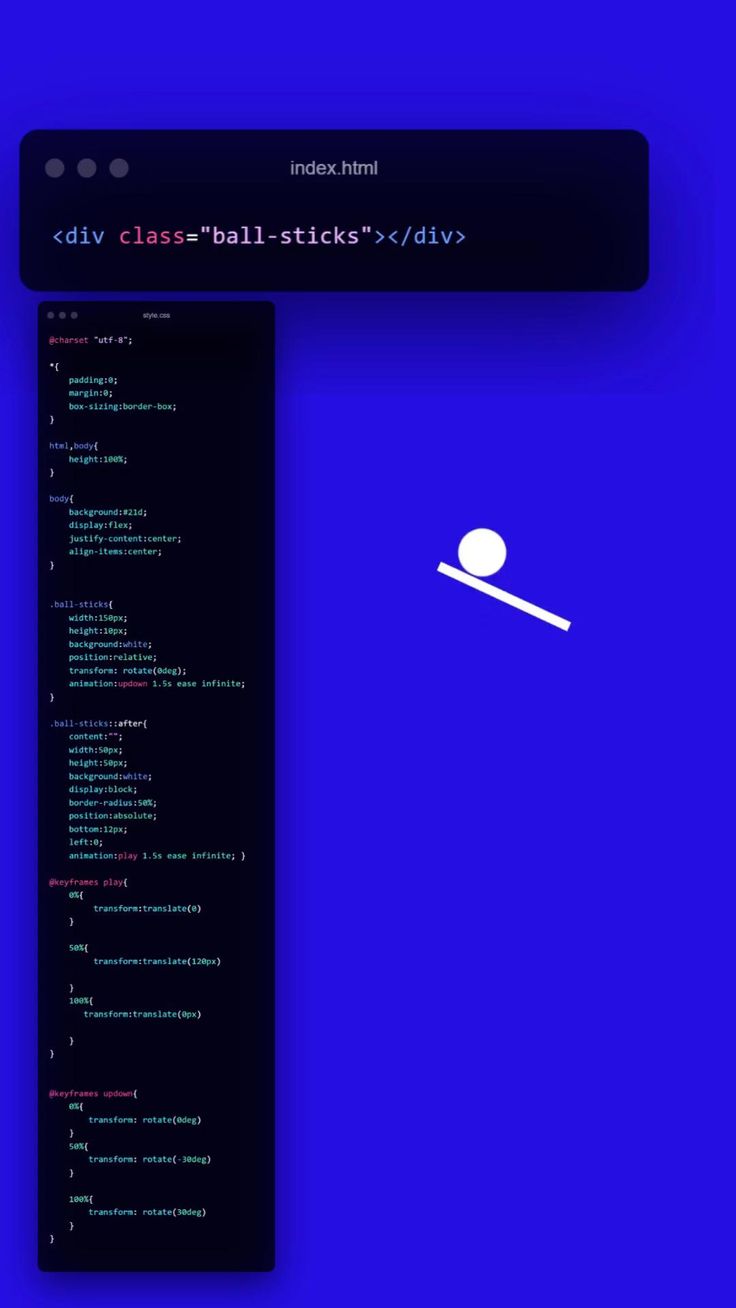 index.html
<div class="ball-sticks"></div>
style.css
@charset "utf-8";
*{
padding:0;
margin:0;
box-sizing:border-box;
}
html,body{
height:100%;
}
body{
background:#21d;
display:flex;
justify-content:center;
align-items:center;
}
.ball-sticks{
width:150px;
height:10px;
background:white;
position:relative;
transform: rotate(0deg);
animation:updown 1.5s ease infinite;
}
.ball-sticks::after{
content:"";
width:50px;
height:50px;
background:white;
display:block;
border-radius:50%;
position:absolute;
bottom:12px;
left:0;
animation:play 1.5s ease infinite; }
@keyframes play{
0%{
transform:translate(0)
}
50%{
transform:translate(120px)
}
100%{
transform:translate(0px)
}
}
@keyframes updown{
0%{
transform: rotate(0deg)
}
50%{
transform: rotate(-30deg)
}
100%{
transform: rotate(30deg)
}
}